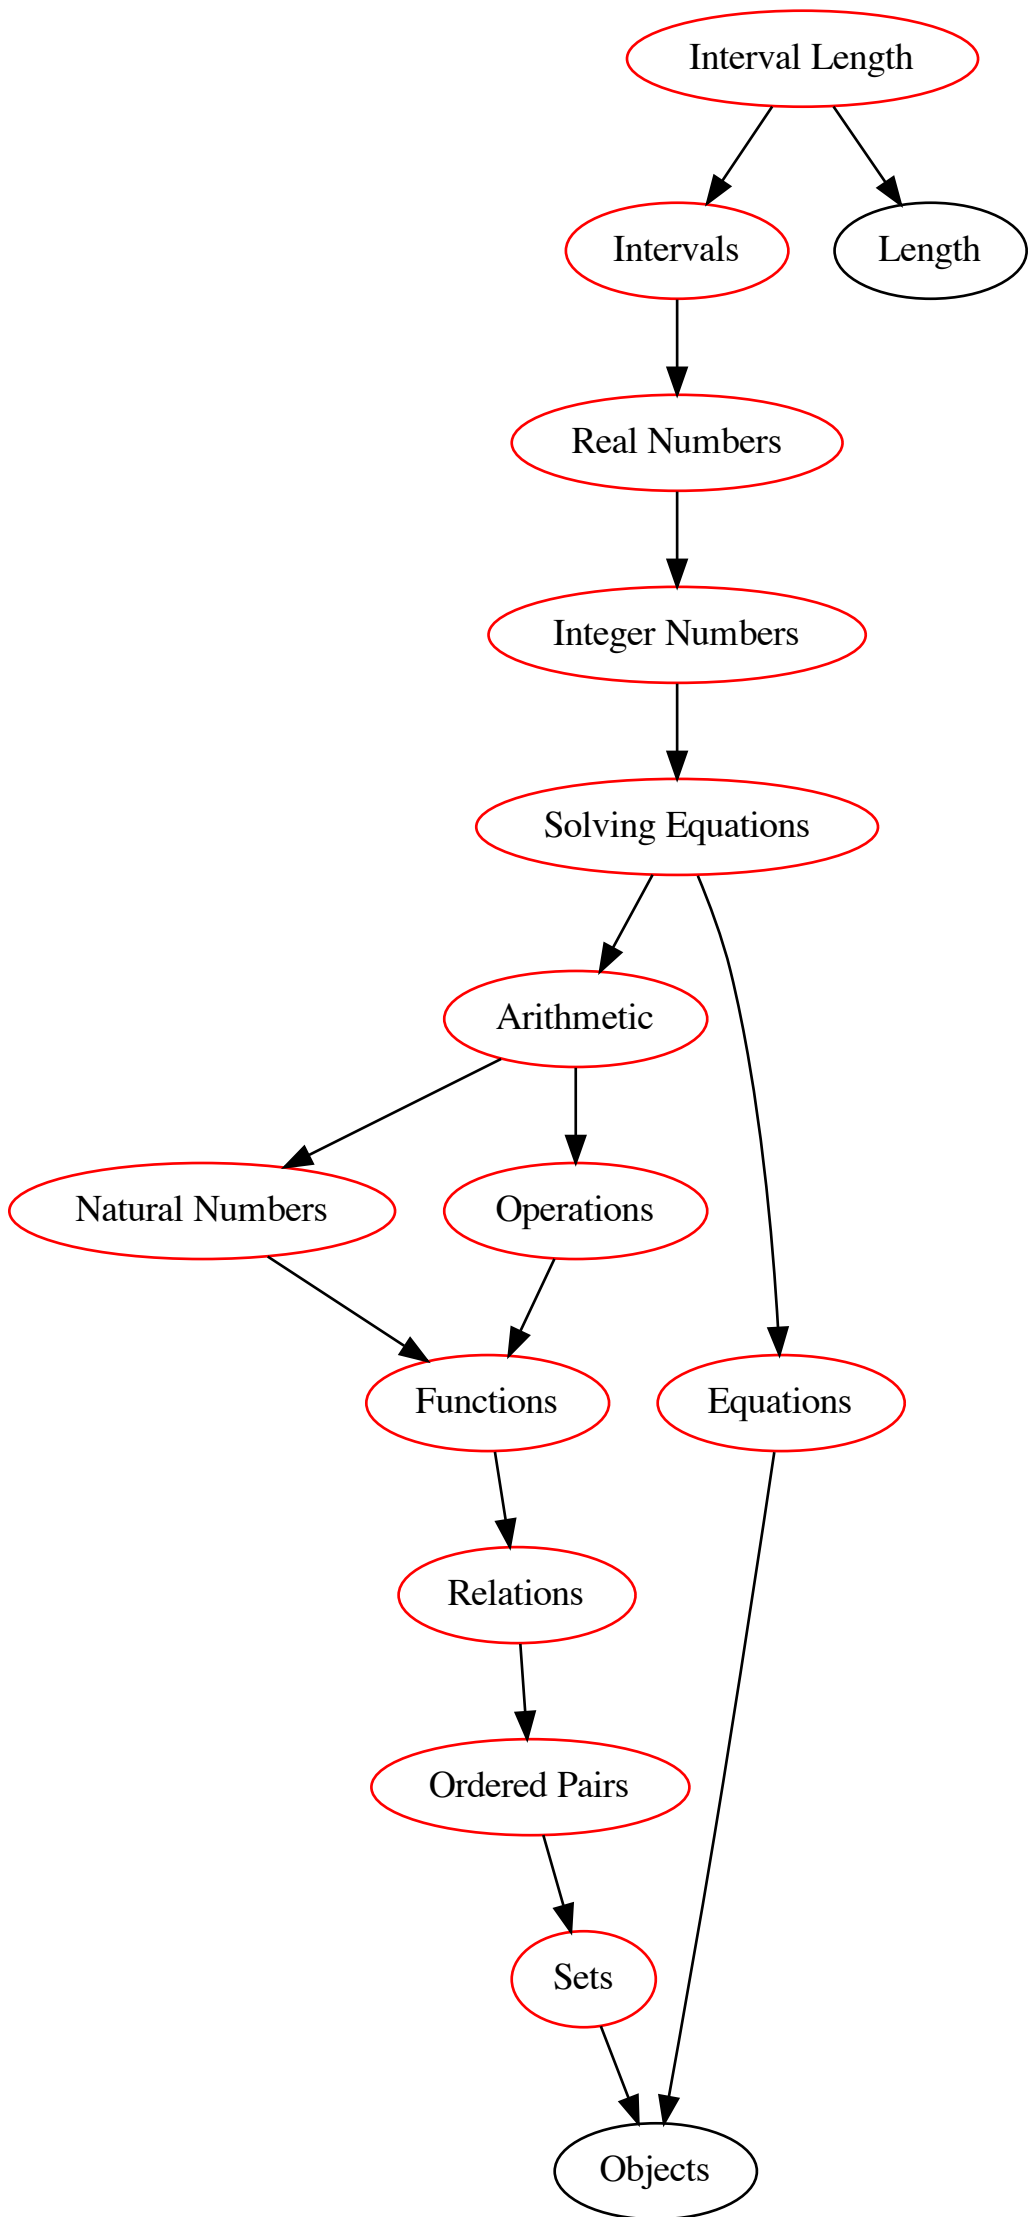 Interval Length
Intervals
Length
Real Numbers
Integer Numbers
Solving Equations
Arithmetic
Natural Numbers
Operations
Functions
Equations
Relations
Ordered Pairs
Sets
Objects